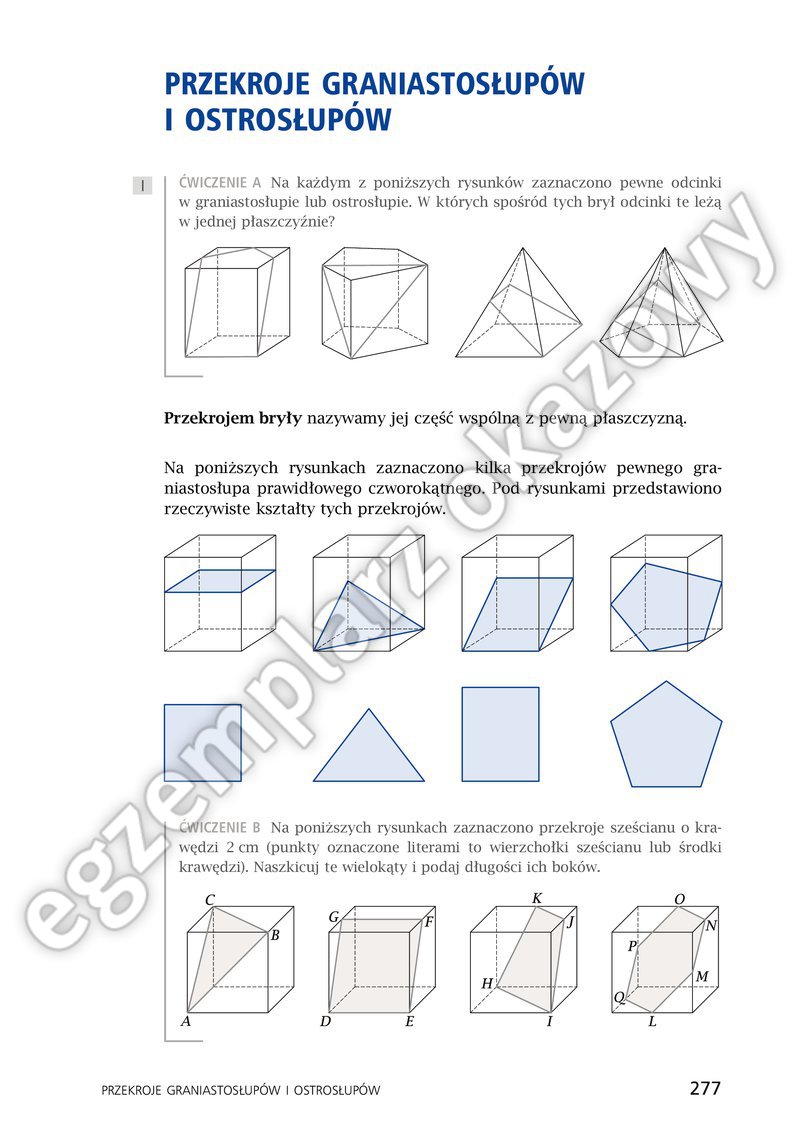 PRZEKROJE GRANIASTOSŁUPÓW
I OSTROSŁUPÓW
I
ĆWICZENIE A Na każdym z poniższych rysunków zaznaczono pewne odcinki
w graniastosłupie lub ostrosłupie. W których spośród tych brył odcinki te leżą
w jednej płaszczyźnie?
Przekrojem bryły nazywamy jej część wspólną z pewną płaszczyzną.
Na poniższych rysunkach zaznaczono kilka przekrojów pewnego gra-
niastosłupa prawidłowego czworokątnego. Pod rysunkami przedstawiono
rzeczywiste kształty tych przekrojów.
ĆWICZENIE B Na poniższych rysunkach zaznaczono przekroje sześcianu o kra-
wędzi 2 cm (punkty oznaczone literami to wierzchołki sześcianu lub środki
krawędzi). Naszkicuj te wielokąty i podaj długości ich boków.
C
B
A
G
F
D
E
K
J
H
I
O
N
P
M
Q
L
PRZEKROJE GRANIASTOSŁUPÓW I OSTROSŁUPÓW
277
egzemplarz okazowy